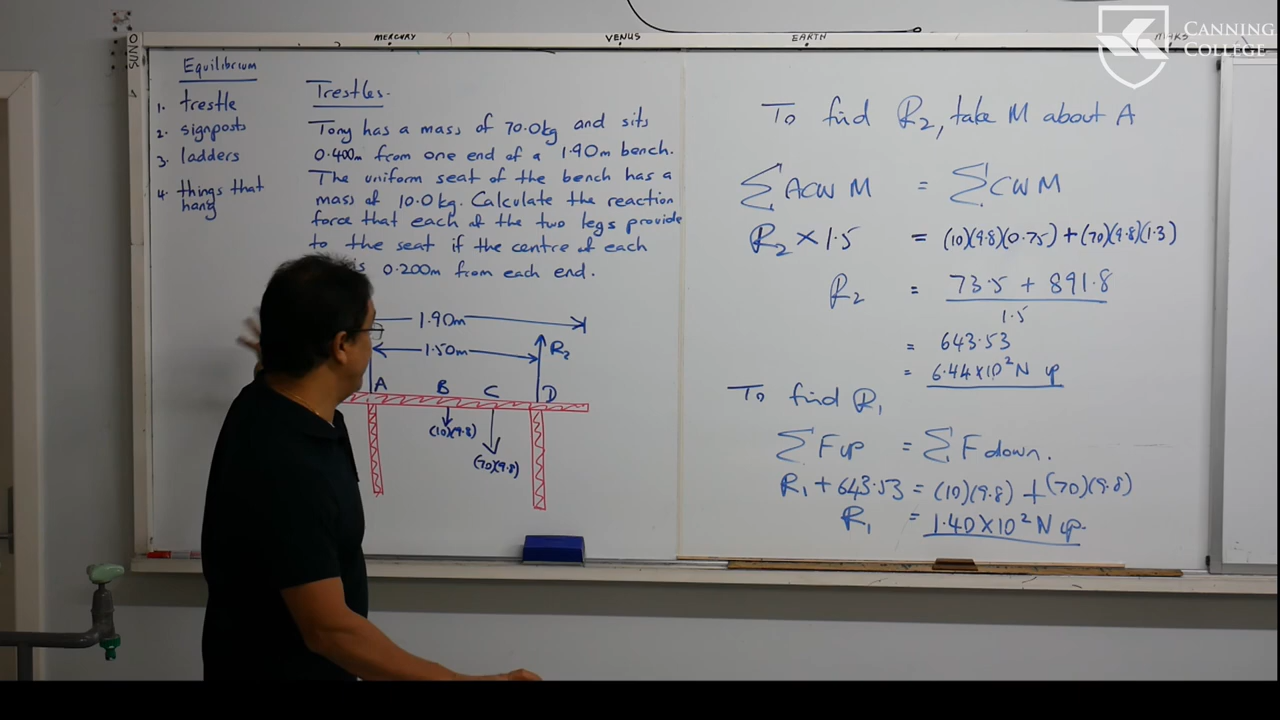 CANNING
COLLEGE
MERCURY
VENUS
EARTH
Equilibrium
1. trestle
2. signposts
3. ladders
4. things that
hang
Trestles.
Tony has a mass of 70.0kg and sits
0.400m from one end of a 1.90m bench.
The uniform seat of the bench has a
mass of 10.0kg. Calculate the reaction
force that each of the two legs provide
to the seat if the centre of each
is 0.200m from each end.
1.90m
1.50m
R₂
A B C D
(10)(9.8)
(70)(9.8)
To find R₂, take M about A
∑ ACW M = ∑ CW M
R₂ × 1.5 = (10)(9.8)(0.75) + (70)(9.8)(1.3)
R₂ = 73.5 + 891.8
1.5
= 643.53
= 6.44×10² N up
To find R₁
∑ F up = ∑ F down.
R₁ + 643.53 = (10)(9.8) + (70)(9.8)
R₁ = 1.40×10² N up.